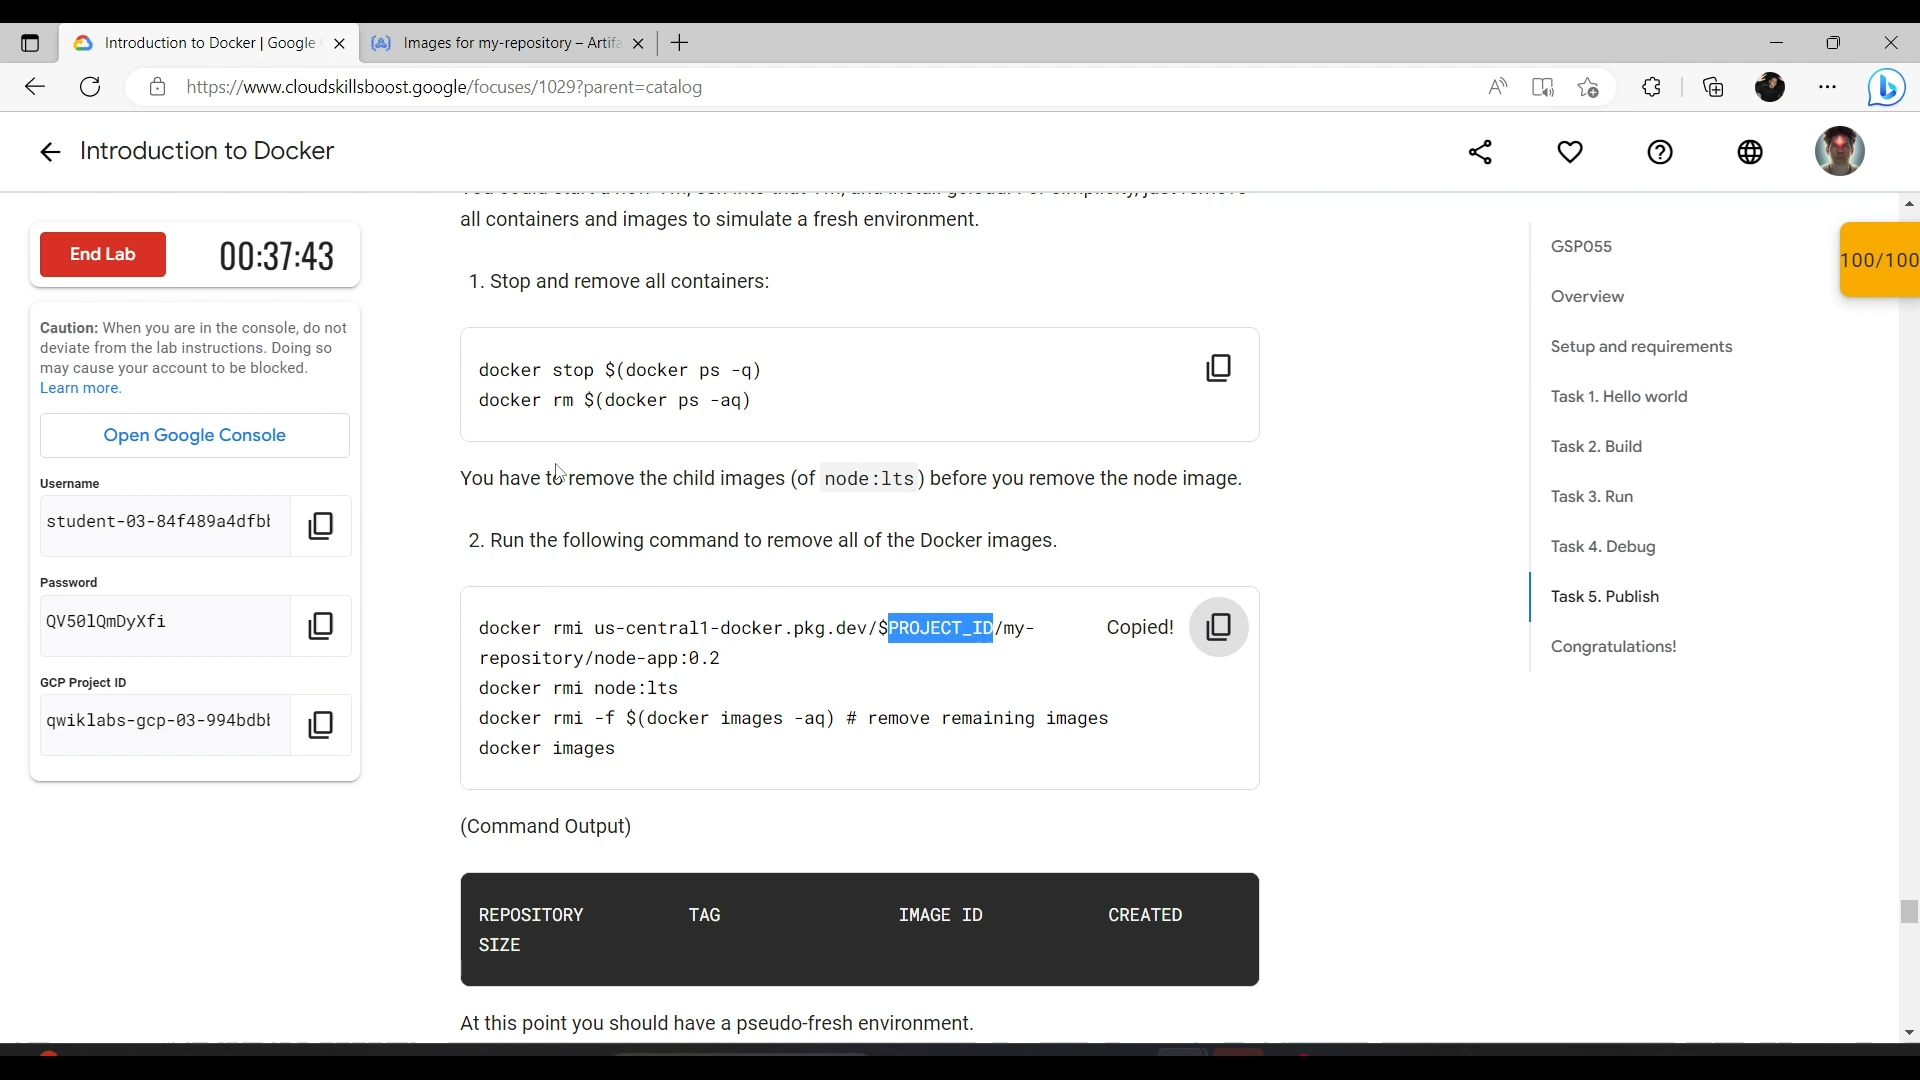 Introduction to Docker | Google
Images for my-repository – Artifa
https://www.cloudskillsboost.google/focuses/1029?parent=catalog
Introduction to Docker
all containers and images to simulate a fresh environment.
End Lab
00:37:43
GSP055
100/100
1. Stop and remove all containers:
Overview
Caution: When you are in the console, do not
deviate from the lab instructions. Doing so
may cause your account to be blocked.
Learn more.
Setup and requirements
docker stop $(docker ps -q)
docker rm $(docker ps -aq)
Task 1. Hello world
Open Google Console
Task 2. Build
You have to remove the child images (of node:lts) before you remove the node image.
Username
student-03-84f489a4dfbb
Task 3. Run
2. Run the following command to remove all of the Docker images.
Task 4. Debug
Password
QV50lQmDyXfi
Task 5. Publish
docker rmi us-central1-docker.pkg.dev/$PROJECT_ID/my-
repository/node-app:0.2
docker rmi node:lts
docker rmi -f $(docker images -aq) # remove remaining images
docker images
Copied!
Congratulations!
GCP Project ID
qwiklabs-gcp-03-994bdbb
(Command Output)
REPOSITORY TAG IMAGE ID CREATED
SIZE
At this point you should have a pseudo-fresh environment.